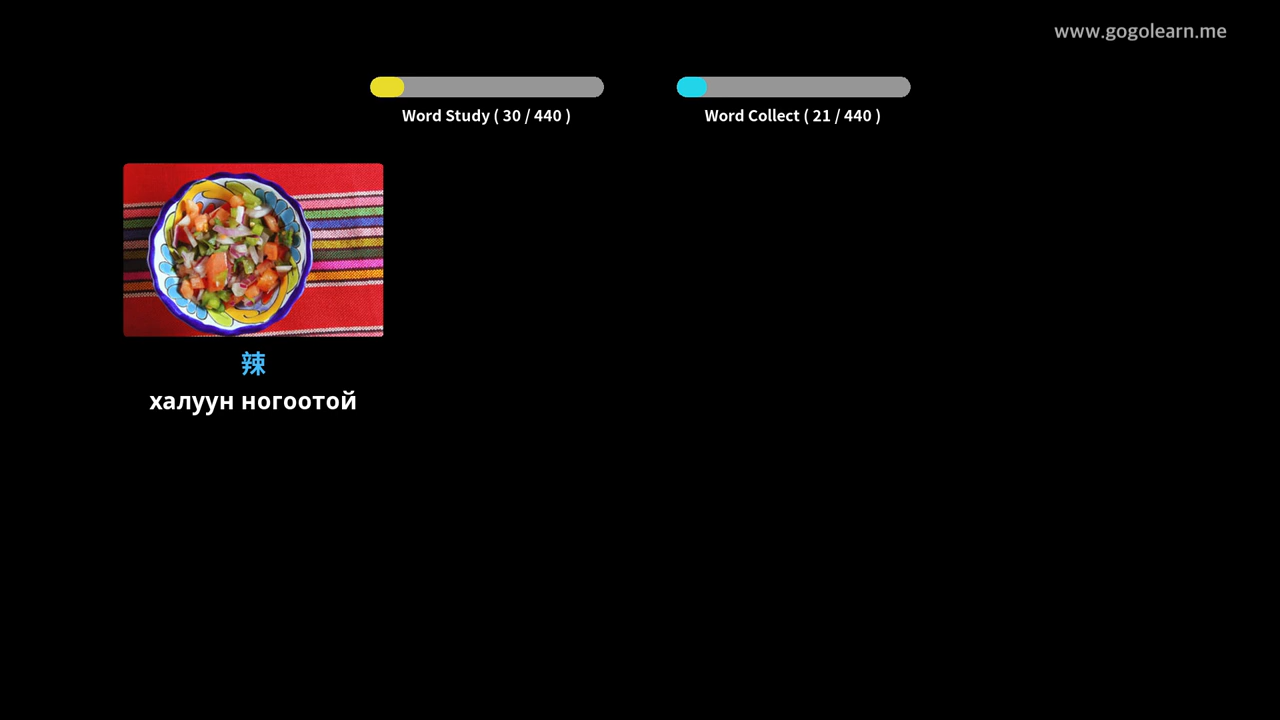 www.gogolearn.me
Word Study ( 30 / 440 )
Word Collect ( 21 / 440 )
辣
халуун ногоотой